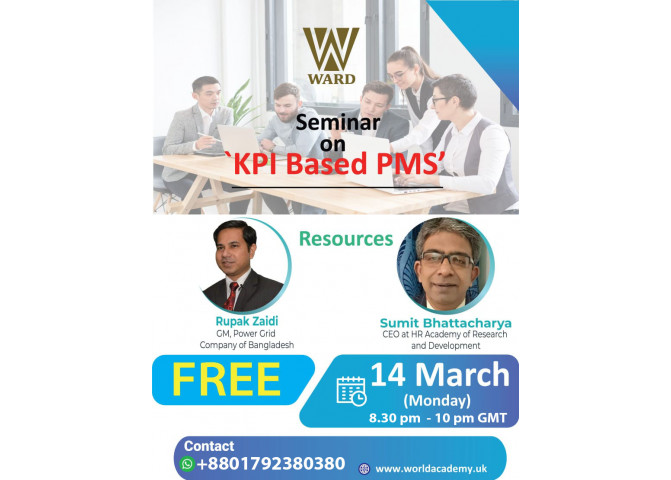 WARD
Seminar
on
`KPI Based PMS’
Resources
Rupak Zaidi
GM, Power Grid
Company of Bangladesh
Sumit Bhattacharya
CEO at HR Academy of Research
and Development
FREE
14 March
(Monday)
8.30 pm - 10 pm GMT
Contact
+8801792380380
www.worldacademy.uk